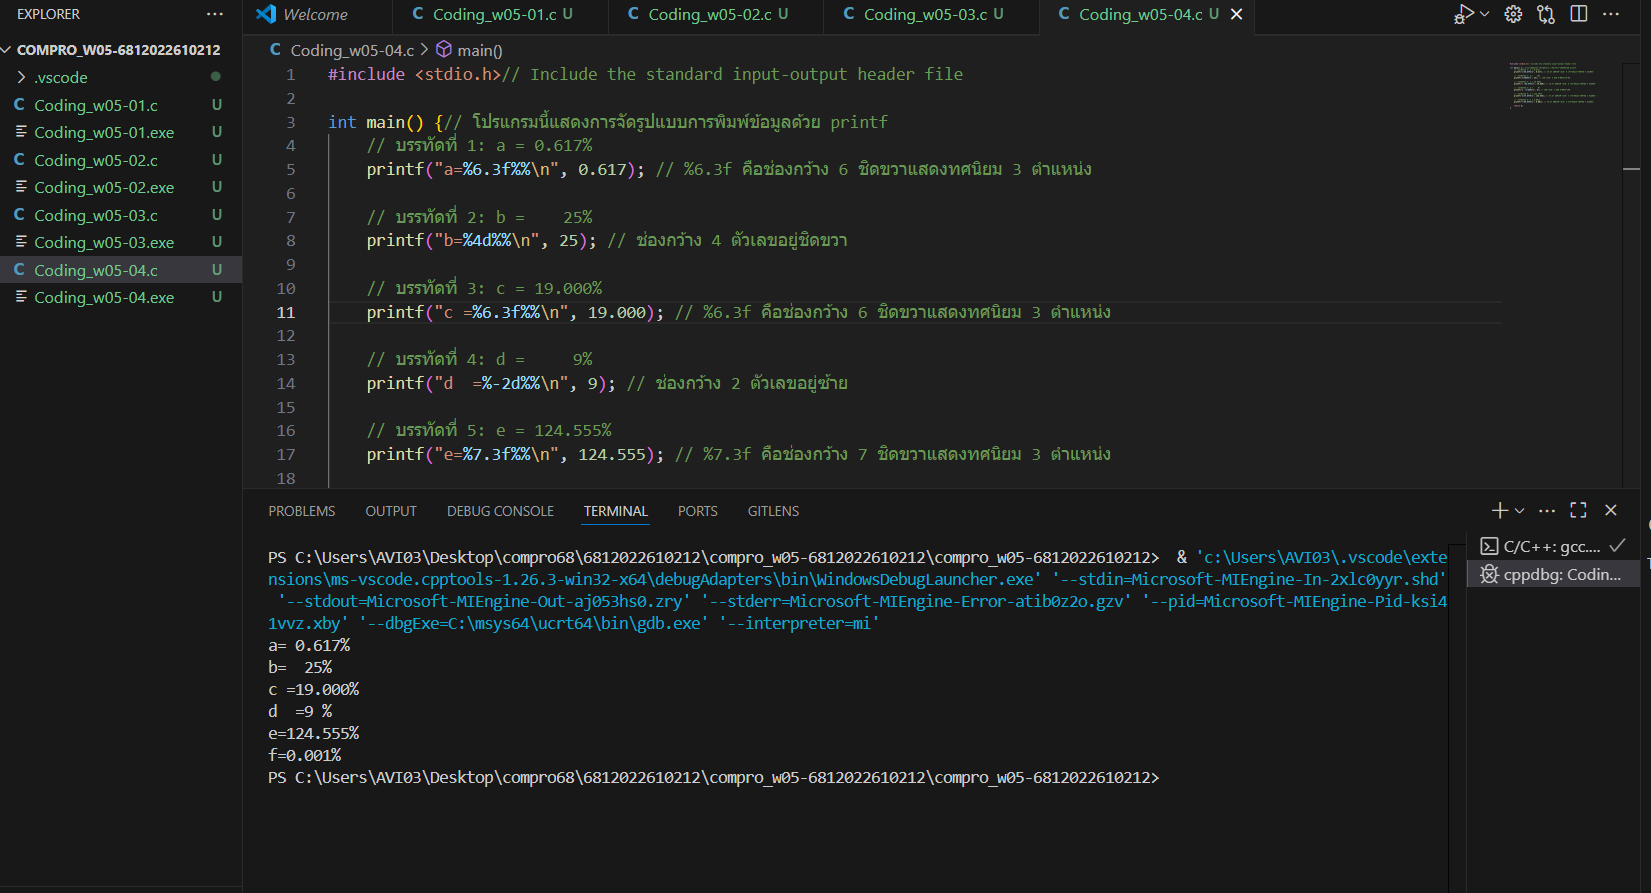 EXPLORER
COMPRO_W05-6812022610212
.vscode
C Coding_w05-01.c U
Coding_w05-01.exe U
C Coding_w05-02.c U
Coding_w05-02.exe U
C Coding_w05-03.c U
Coding_w05-03.exe U
C Coding_w05-04.c U
Coding_w05-04.exe U
Welcome
C Coding_w05-01.c U
C Coding_w05-02.c U
C Coding_w05-03.c U
C Coding_w05-04.c U
C Coding_w05-04.c > main()
1 #include <stdio.h>// Include the standard input-output header file
2
3 int main() {// โปรแกรมนี้แสดงการจัดรูปแบบการพิมพ์ข้อมูลด้วย printf
4 // บรรทัดที่ 1: a = 0.617%
5 printf("a=%6.3f%%\n", 0.617); // %6.3f คือช่องกว้าง 6 ชิดขวาแสดงทศนิยม 3 ตำแหน่ง
6
7 // บรรทัดที่ 2: b =    25%
8 printf("b=%4d%%\n", 25); // ช่องกว้าง 4 ตัวเลขอยู่ชิดขวา
9
10 // บรรทัดที่ 3: c = 19.000%
11 printf("c =%6.3f%%\n", 19.000); // %6.3f คือช่องกว้าง 6 ชิดขวาแสดงทศนิยม 3 ตำแหน่ง
12
13 // บรรทัดที่ 4: d =     9%
14 printf("d  =%-2d%%\n", 9); // ช่องกว้าง 2 ตัวเลขอยู่ซ้าย
15
16 // บรรทัดที่ 5: e = 124.555%
17 printf("e=%7.3f%%\n", 124.555); // %7.3f คือช่องกว้าง 7 ชิดขวาแสดงทศนิยม 3 ตำแหน่ง
18
PROBLEMS OUTPUT DEBUG CONSOLE TERMINAL PORTS GITLENS
PS C:\Users\AVI03\Desktop\compro68\6812022610212\compro_w05-6812022610212\compro_w05-6812022610212>  & 'c:\Users\AVI03\.vscode\exte
nsions\ms-vscode.cpptools-1.26.3-win32-x64\debugAdapters\bin\WindowsDebugLauncher.exe' '--stdin=Microsoft-MIEngine-In-2xlc0yyr.shd'
'--stdout=Microsoft-MIEngine-Out-aj053hs0.zry' '--stderr=Microsoft-MIEngine-Error-atib0z2o.gzv' '--pid=Microsoft-MIEngine-Pid-ksi4
1vvz.xby' '--dbgExe=C:\msys64\ucrt64\bin\gdb.exe' '--interpreter=mi'
a= 0.617%
b=  25%
c =19.000%
d  =9 %
e=124.555%
f=0.001%
PS C:\Users\AVI03\Desktop\compro68\6812022610212\compro_w05-6812022610212\compro_w05-6812022610212>
C/C++: gcc....
cppdbg: Codin...